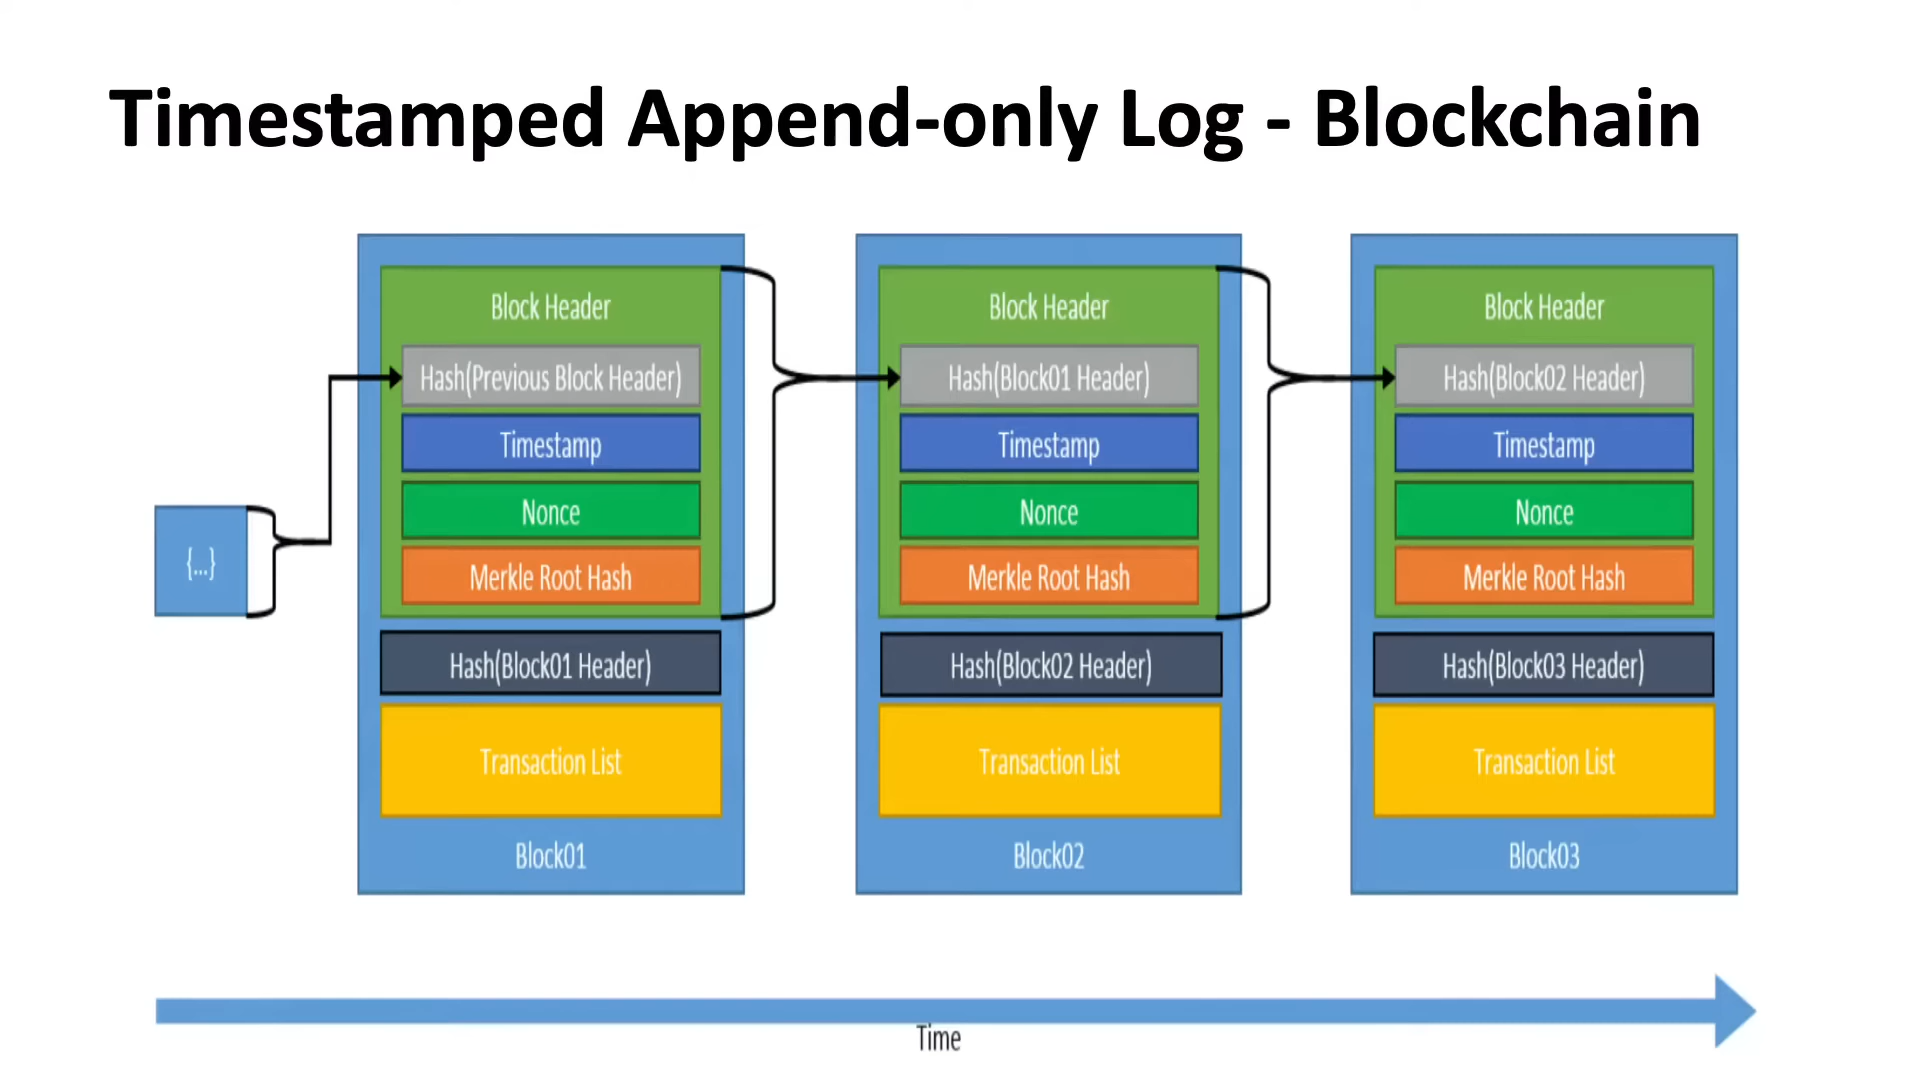 Timestamped Append-only Log - Blockchain
{...}
Block Header
Hash(Previous Block Header)
Timestamp
Nonce
Merkle Root Hash
Hash(Block01 Header)
Transaction List
Block01
Block Header
Hash(Block01 Header)
Timestamp
Nonce
Merkle Root Hash
Hash(Block02 Header)
Transaction List
Block02
Block Header
Hash(Block02 Header)
Timestamp
Nonce
Merkle Root Hash
Hash(Block03 Header)
Transaction List
Block03
Time